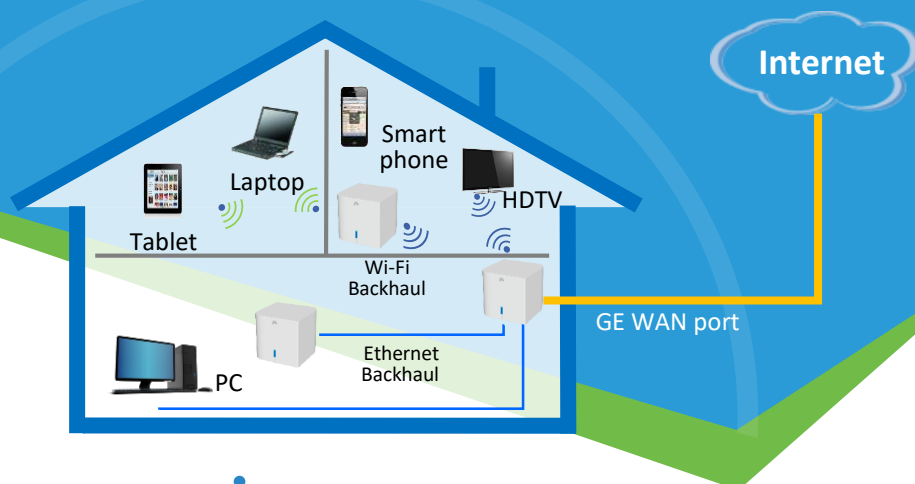 Internet
Smart
phone
Laptop
HDTV
Tablet
Wi-Fi
Backhaul
GE WAN port
Ethernet
Backhaul
PC